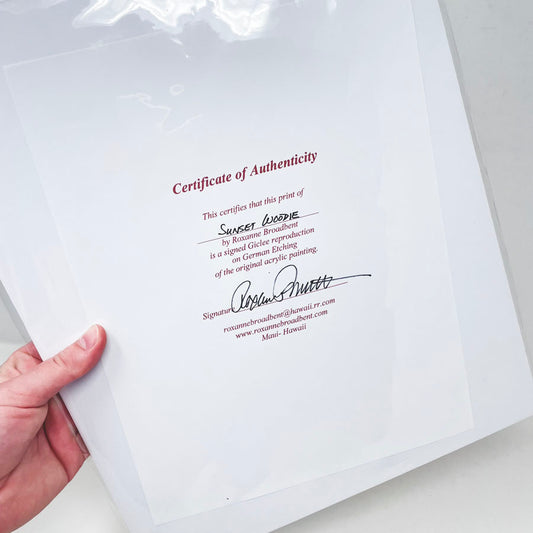 Certificate of Authenticity
This certifies that this print of
SUNSET WOODIE
by Roxanne Broadbent
is a signed Giclee reproduction
on German Etching
of the original acrylic painting.
Signature
roxannebroadbent@hawaii.rr.com
www.roxannebroadbent.com
Maui- Hawaii